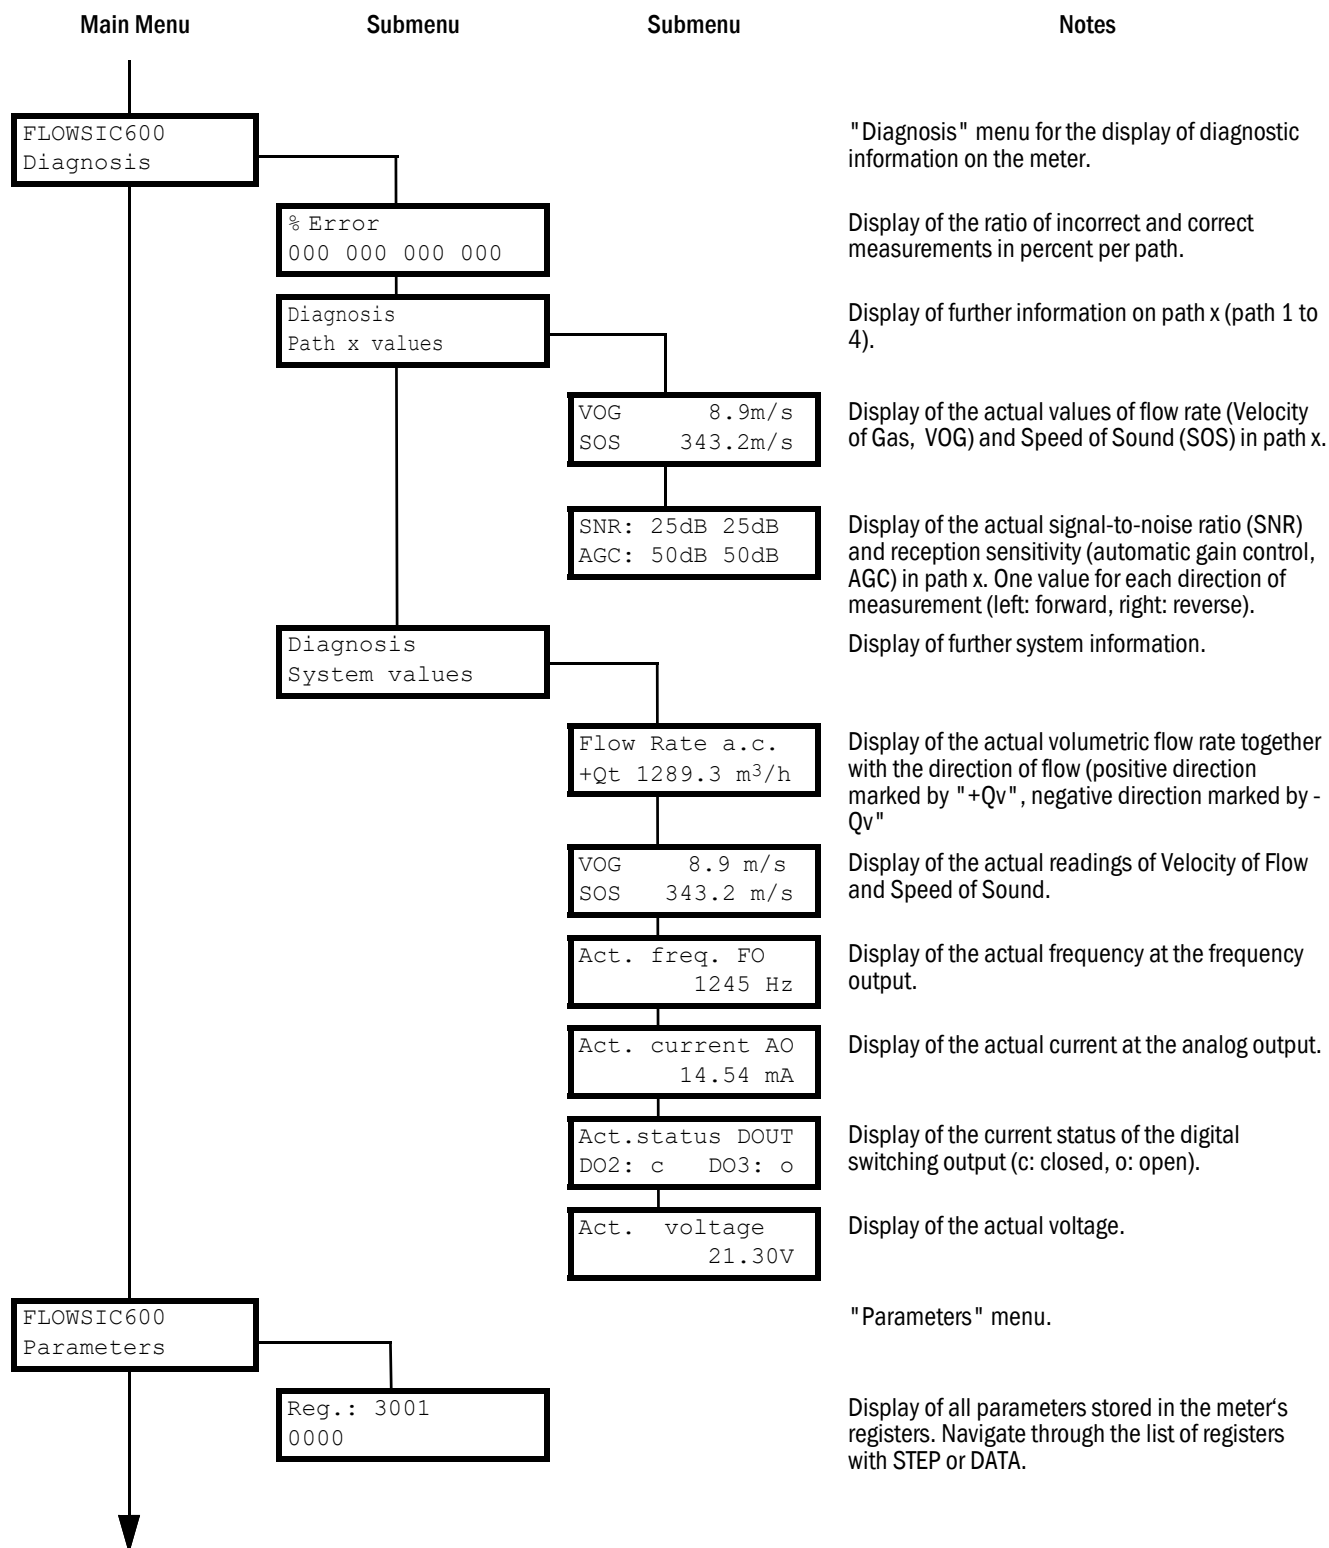 Main Menu Submenu Submenu Notes
FLOWSIC600
Diagnosis
"Diagnosis" menu for the display of diagnostic
information on the meter.
% Error
000 000 000 000
Display of the ratio of incorrect and correct
measurements in percent per path.
Diagnosis
Path x values
Display of further information on path x (path 1 to
4).
VOG 8.9m/s
SOS 343.2m/s
Display of the actual values of flow rate (Velocity
of Gas, VOG) and Speed of Sound (SOS) in path x.
SNR: 25dB 25dB
AGC: 50dB 50dB
Display of the actual signal-to-noise ratio (SNR)
and reception sensitivity (automatic gain control,
AGC) in path x. One value for each direction of
measurement (left: forward, right: reverse).
Diagnosis
System values
Display of further system information.
Flow Rate a.c.
+Qt 1289.3 m³/h
Display of the actual volumetric flow rate together
with the direction of flow (positive direction
marked by "+Qv", negative direction marked by -
Qv"
VOG 8.9 m/s
SOS 343.2 m/s
Display of the actual readings of Velocity of Flow
and Speed of Sound.
Act. freq. FO
1245 Hz
Display of the actual frequency at the frequency
output.
Act. current AO
14.54 mA
Display of the actual current at the analog output.
Act.status DOUT
DO2: c DO3: o
Display of the current status of the digital
switching output (c: closed, o: open).
Act. voltage
21.30V
Display of the actual voltage.
FLOWSIC600
Parameters
"Parameters" menu.
Reg.: 3001
0000
Display of all parameters stored in the meter‘s
registers. Navigate through the list of registers
with STEP or DATA.